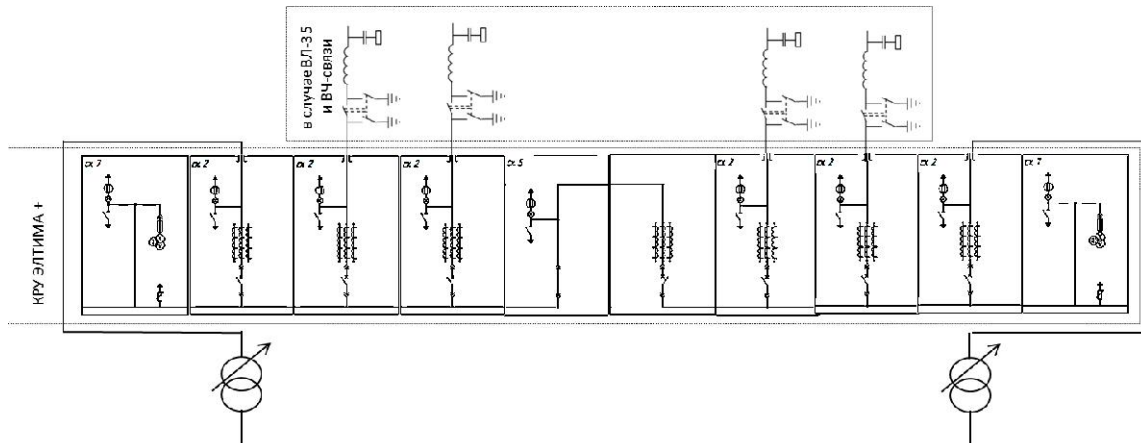 в случае ВЛ-35
и ВЧ-связи
КРУ ЭЛТИМА +
сх. 7
сх. 2
сх. 2
сх. 2
сх. 5
сх. 2
сх. 2
сх. 2
сх. 7